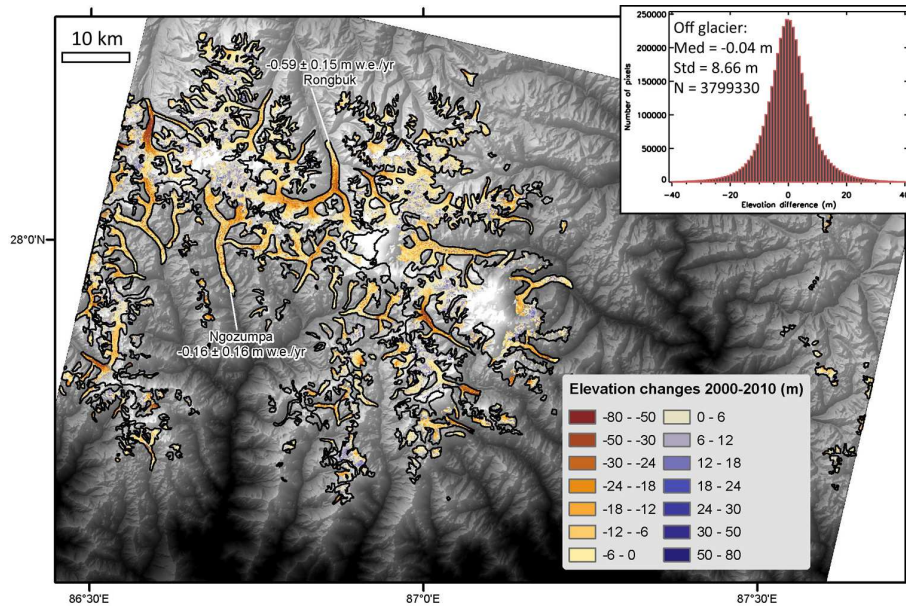 10 km
-0.59 ± 0.15 m w.e./yr
Rongbuk
28°0'N
Ngozumpa
-0.16 ± 0.16 m w.e./yr
250000
200000
150000
100000
50000
0
Number of pixels
Off glacier:
Med = -0.04 m
Std = 8.66 m
N = 3799330
-40 -20 0 20 40
Elevation difference (m)
Elevation changes 2000-2010 (m)
-80 - -50 0 - 6
-50 - -30 6 - 12
-30 - -24 12 - 18
-24 - -18 18 - 24
-18 - -12 24 - 30
-12 - -6 30 - 50
-6 - 0 50 - 80
86°30'E 87°0'E 87°30'E